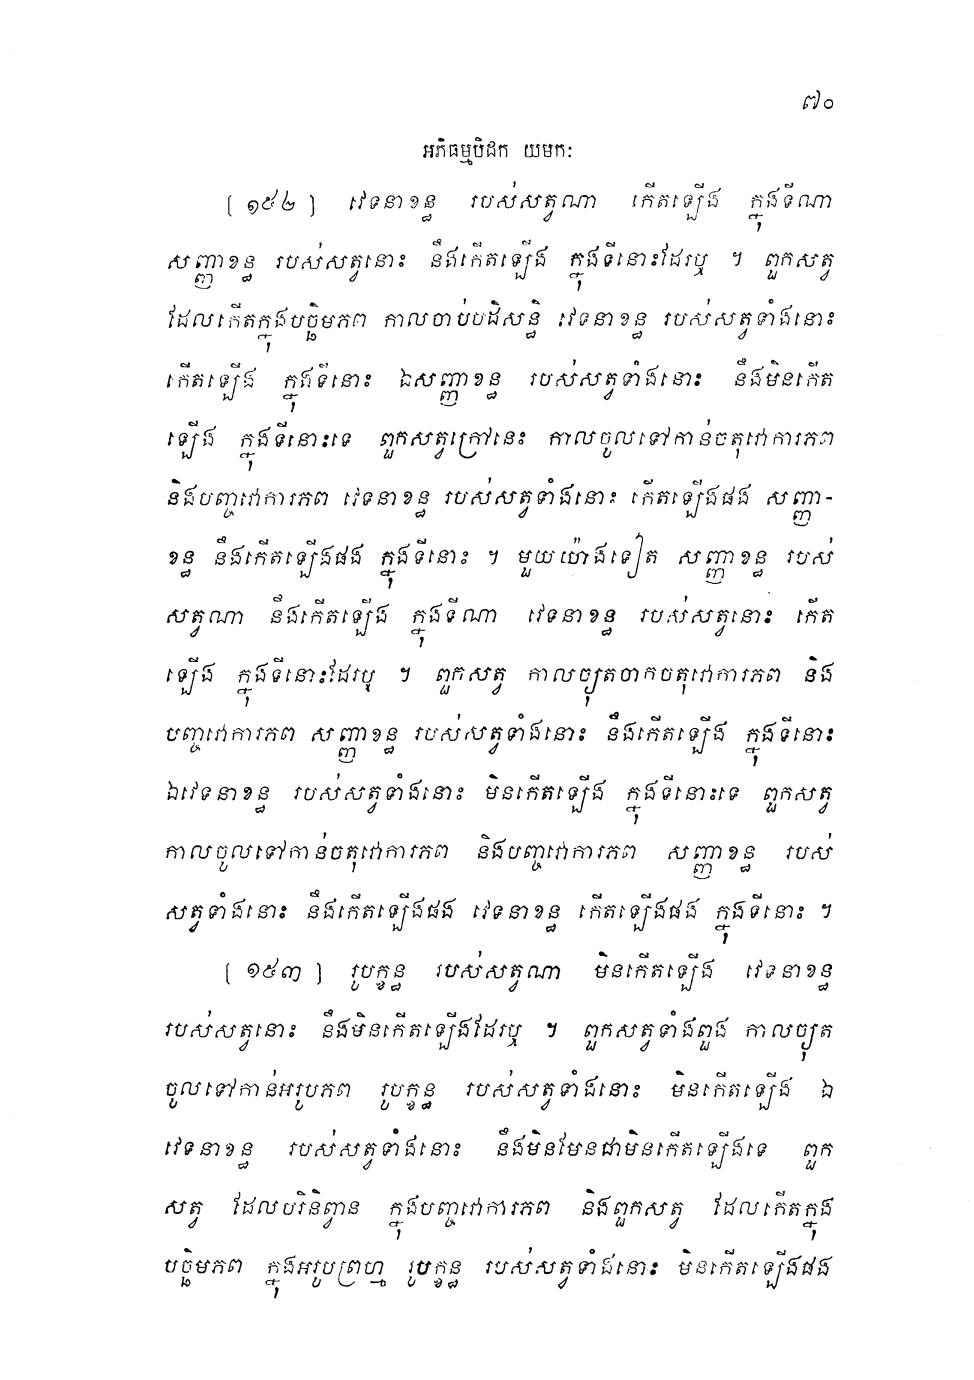 ៧០
អភិធម្មបិដក យមកៈ
[ ១៥២ ] វេទនាខន្ធ របស់សត្វណា កើតឡើង ក្នុងទីណា
សញ្ញាខន្ធ របស់សត្វនោះ នឹងកើតឡើង ក្នុងទីនោះដែរឬ ។ ពួកសត្វ
ដែលកើតក្នុងបច្ឆិមភព កាលចាប់បដិសន្ធិ វេទនាខន្ធ របស់សត្វទាំងនោះ
កើតឡើង ក្នុងទីនោះ ឯសញ្ញាខន្ធ របស់សត្វទាំងនោះ នឹងមិនកើត
ឡើង ក្នុងទីនោះទេ ពួកសត្វក្រៅនេះ កាលចូលទៅកាន់ចតុវោការភព
និងបញ្ចវោការភព វេទនាខន្ធ របស់សត្វទាំងនោះ កើតឡើងផង សញ្ញា-
ខន្ធ នឹងកើតឡើងផង ក្នុងទីនោះ ។ មួយយ៉ាងទៀត សញ្ញាខន្ធ របស់
សត្វណា នឹងកើតឡើង ក្នុងទីណា វេទនាខន្ធ របស់សត្វនោះ កើត
ឡើង ក្នុងទីនោះដែរឬ ។ ពួកសត្វ កាលច្យុតចាកចតុវោការភព និង
បញ្ចវោការភព សញ្ញាខន្ធ របស់សត្វទាំងនោះ នឹងកើតឡើង ក្នុងទីនោះ
ឯវេទនាខន្ធ របស់សត្វទាំងនោះ មិនកើតឡើង ក្នុងទីនោះទេ ពួកសត្វ
កាលចូលទៅកាន់ចតុវោការភព និងបញ្ចវោការភព សញ្ញាខន្ធ របស់
សត្វទាំងនោះ នឹងកើតឡើងផង វេទនាខន្ធ កើតឡើងផង ក្នុងទីនោះ ។
[ ១៥៣ ] រូបក្ខន្ធ របស់សត្វណា មិនកើតឡើង វេទនាខន្ធ
របស់សត្វនោះ នឹងមិនកើតឡើងដែរឬ ។ ពួកសត្វទាំងពួង កាលច្យុត
ចូលទៅកាន់អរូបភព រូបក្ខន្ធ របស់សត្វទាំងនោះ មិនកើតឡើង ឯ
វេទនាខន្ធ របស់សត្វទាំងនោះ នឹងមិនមែនជាមិនកើតឡើងទេ ពួក
សត្វ ដែលបរិនិព្វាន ក្នុងបញ្ចវោការភព និងពួកសត្វ ដែលកើតក្នុង
បច្ឆិមភព ក្នុងអរូបព្រហ្ម រូបក្ខន្ធ របស់សត្វទាំងនោះ មិនកើតឡើងផង